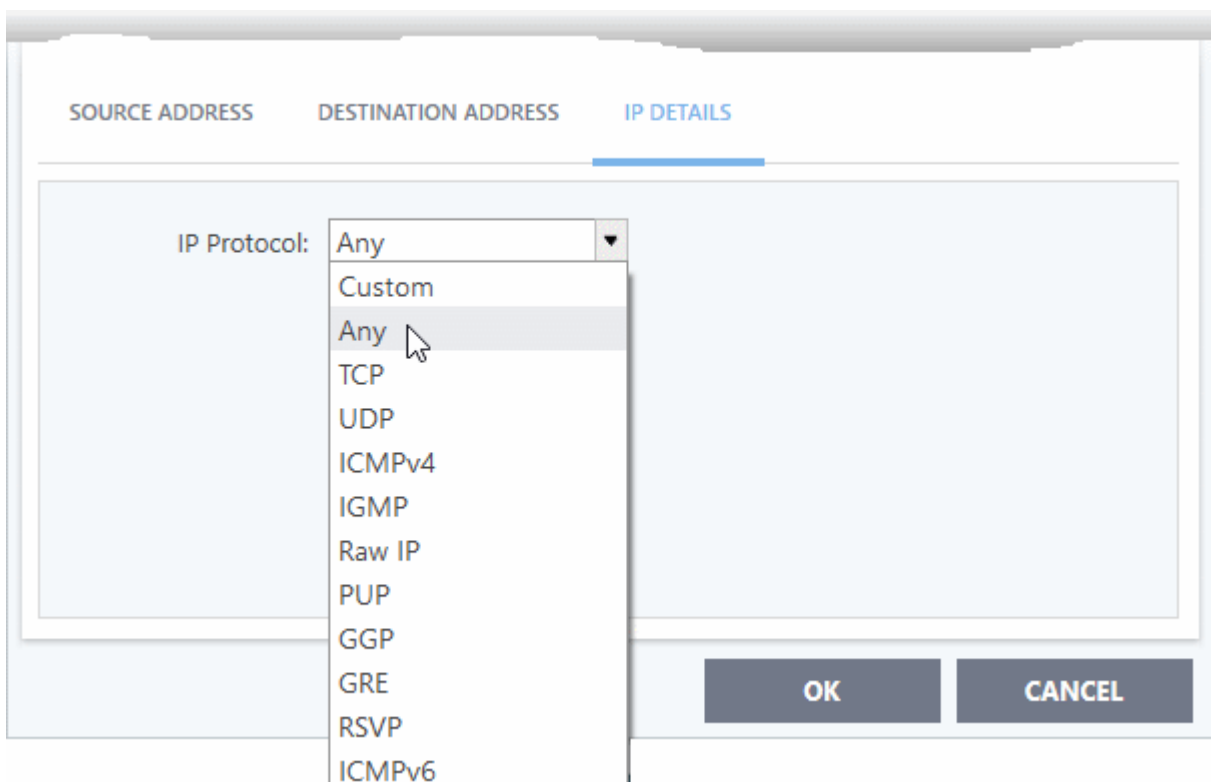 SOURCE ADDRESS DESTINATION ADDRESS IP DETAILS
IP Protocol: Any
Custom
Any
TCP
UDP
ICMPv4
IGMP
Raw IP
PUP
GGP
GRE
RSVP
ICMPv6
OK CANCEL